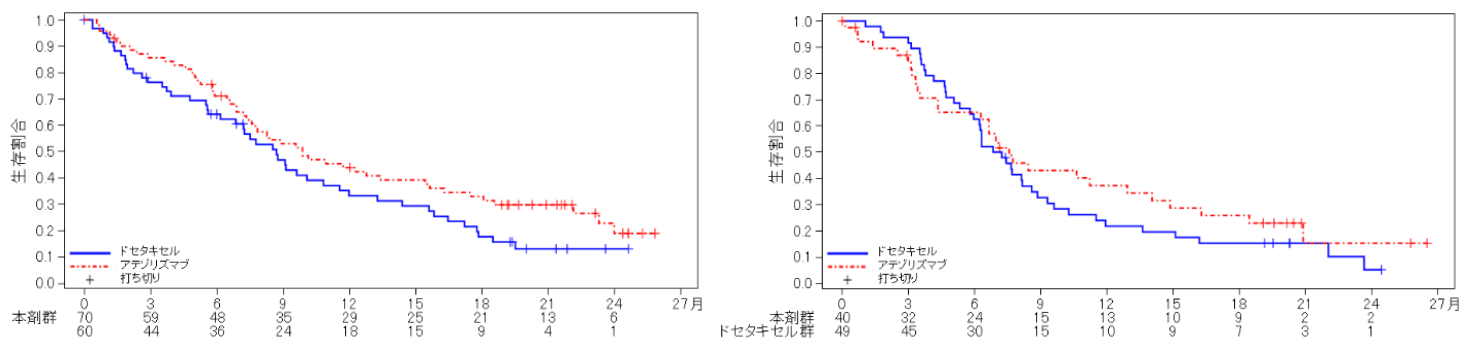 生存割合
1.0
0.9
0.8
0.7
0.6
0.5
0.4
0.3
0.2
0.1
0.0
ドセタキセル
アテゾリズマブ
打ち切り
0 3 6 9 12 15 18 21 24 27月
本剤群 70 59 48 35 29 25 21 13 6
60 44 36 24 18 15 9 4 1
生存割合
1.0
0.9
0.8
0.7
0.6
0.5
0.4
0.3
0.2
0.1
0.0
ドセタキセル
アテゾリズマブ
打ち切り
0 3 6 9 12 15 18 21 24 27月
本剤群 40 32 24 15 13 10 9 2 2
ドセタキセル群 49 45 30 15 10 9 7 3 1